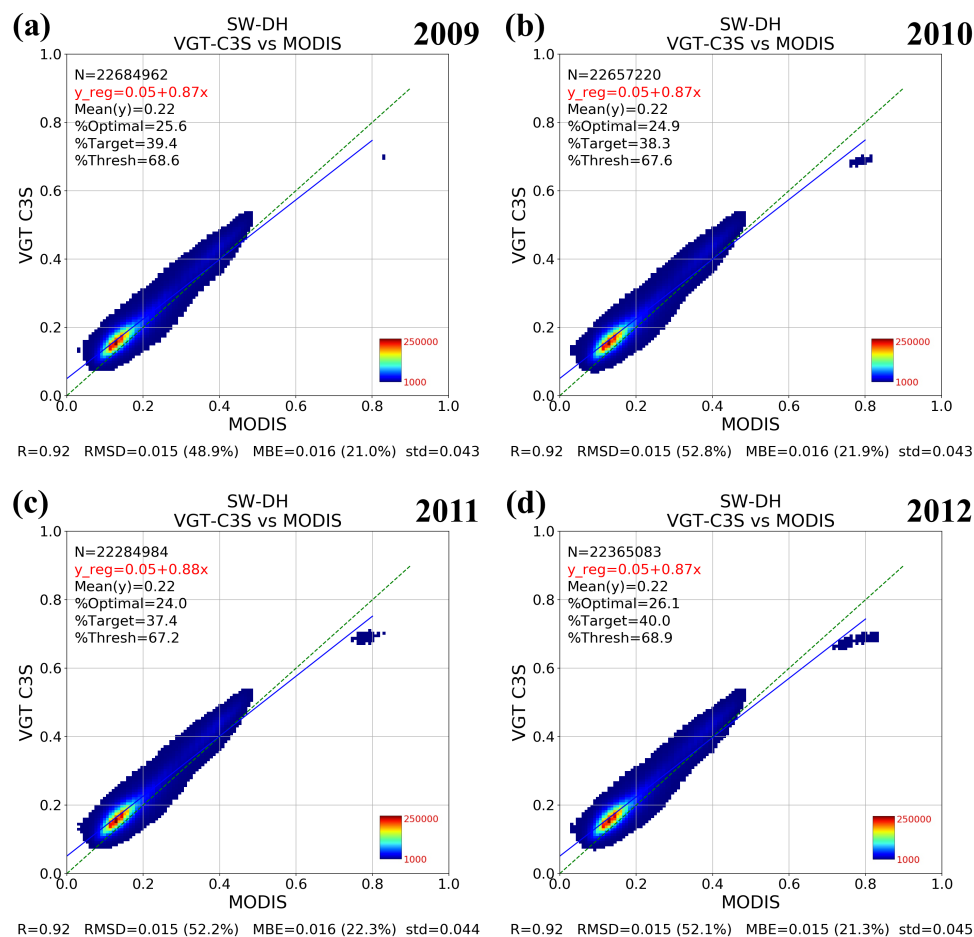 (a)
SW-DH
VGT-C3S vs MODIS
2009
N=22684962
y_reg=0.05+0.87x
Mean(y)=0.22
%Optimal=25.6
%Target=39.4
%Thresh=68.6
VGT C3S
1.0
0.8
0.6
0.4
0.2
0.0
250000
1000
0.0 0.2 0.4 0.6 0.8 1.0
MODIS
R=0.92 RMSD=0.015 (48.9%) MBE=0.016 (21.0%) std=0.043
(b)
SW-DH
VGT-C3S vs MODIS
2010
N=22657220
y_reg=0.05+0.87x
Mean(y)=0.22
%Optimal=24.9
%Target=38.3
%Thresh=67.6
VGT C3S
1.0
0.8
0.6
0.4
0.2
0.0
250000
1000
0.0 0.2 0.4 0.6 0.8 1.0
MODIS
R=0.92 RMSD=0.015 (52.8%) MBE=0.016 (21.9%) std=0.043
(c)
SW-DH
VGT-C3S vs MODIS
2011
N=22284984
y_reg=0.05+0.88x
Mean(y)=0.22
%Optimal=24.0
%Target=37.4
%Thresh=67.2
VGT C3S
1.0
0.8
0.6
0.4
0.2
0.0
250000
1000
0.0 0.2 0.4 0.6 0.8 1.0
MODIS
R=0.92 RMSD=0.015 (52.2%) MBE=0.016 (22.3%) std=0.044
(d)
SW-DH
VGT-C3S vs MODIS
2012
N=22365083
y_reg=0.05+0.87x
Mean(y)=0.22
%Optimal=26.1
%Target=40.0
%Thresh=68.9
VGT C3S
1.0
0.8
0.6
0.4
0.2
0.0
250000
1000
0.0 0.2 0.4 0.6 0.8 1.0
MODIS
R=0.92 RMSD=0.015 (52.1%) MBE=0.015 (21.3%) std=0.045